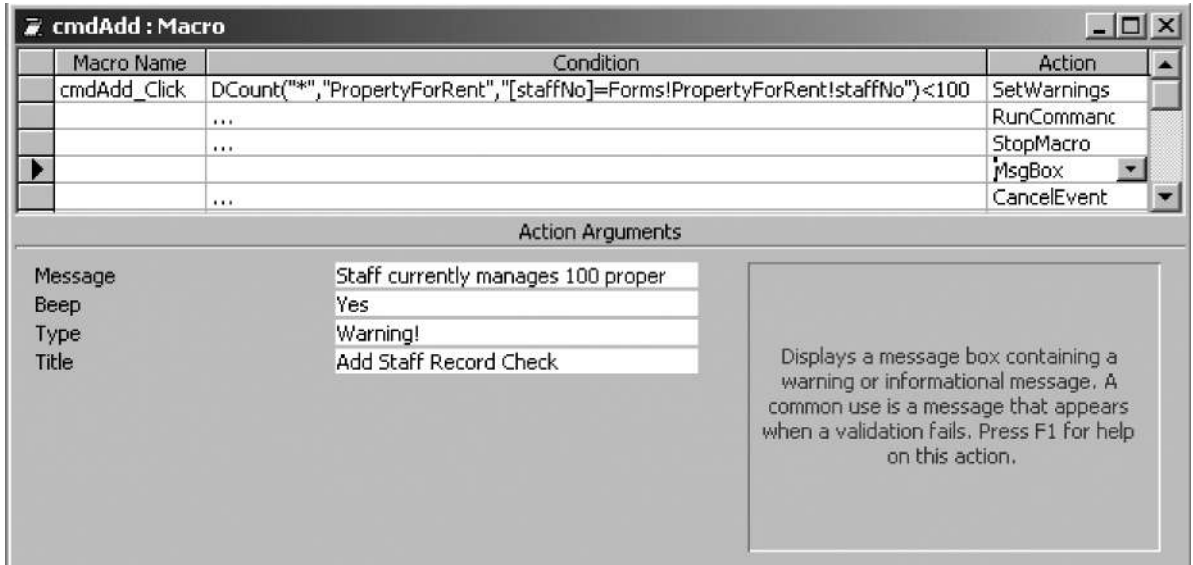 cmdAdd : Macro
Macro Name Condition Action
cmdAdd_Click DCount("*","PropertyForRent","[staffNo]=Forms!PropertyForRent!staffNo")<100 SetWarnings
... RunCommanc
... StopMacro
MsgBox
... CancelEvent
Action Arguments
Message Staff currently manages 100 proper
Beep Yes
Type Warning!
Title Add Staff Record Check
Displays a message box containing a
warning or informational message. A
common use is a message that appears
when a validation fails. Press F1 for help
on this action.